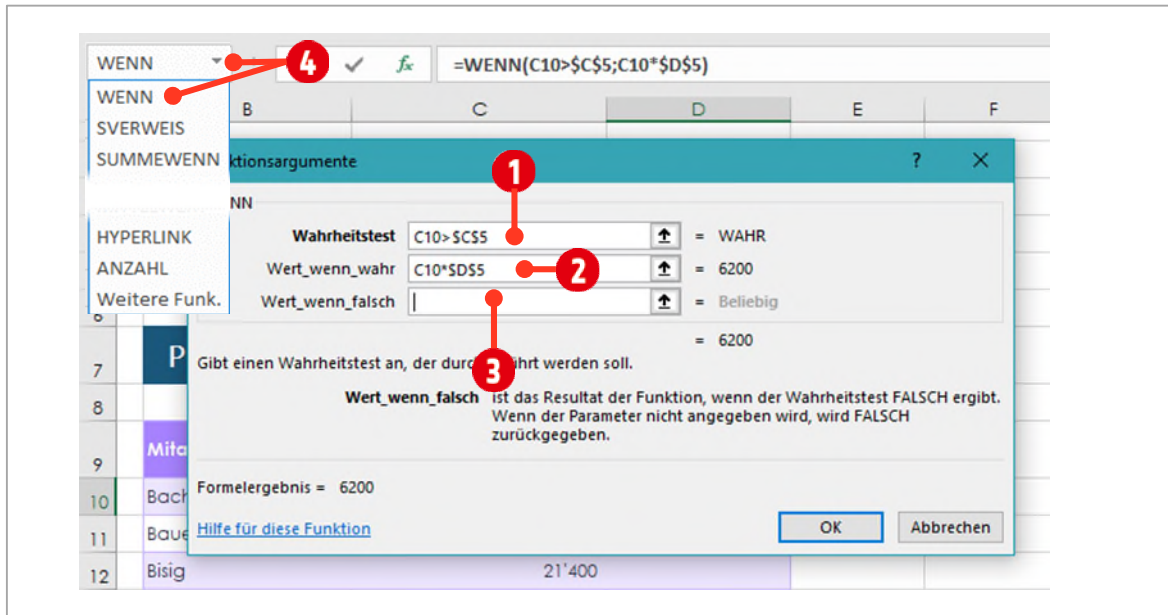 WENN 4 fx =WENN(C10>$C$5;C10*$D$5)
WENN
SVERWEIS
SUMMEWENN
HYPERLINK
ANZAHL
Weitere Funk.
B C D E F
ktionsargumente 1 ? ×
NN
Wahrheitstest C10>$C$5 = WAHR
Wert_wenn_wahr C10*$D$5 2 = 6200
Wert_wenn_falsch = Beliebig
= 6200
6
7 P
Gibt einen Wahrheitstest an, der durc 3 ührt werden soll.
8
Wert_wenn_falsch ist das Resultat der Funktion, wenn der Wahrheitstest FALSCH ergibt.
Wenn der Parameter nicht angegeben wird, wird FALSCH
zurückgegeben.
9 Mita
Formelergebnis = 6200
10 Bach
Hilfe für diese Funktion OK Abbrechen
11 Baue
12 Bisig 21'400